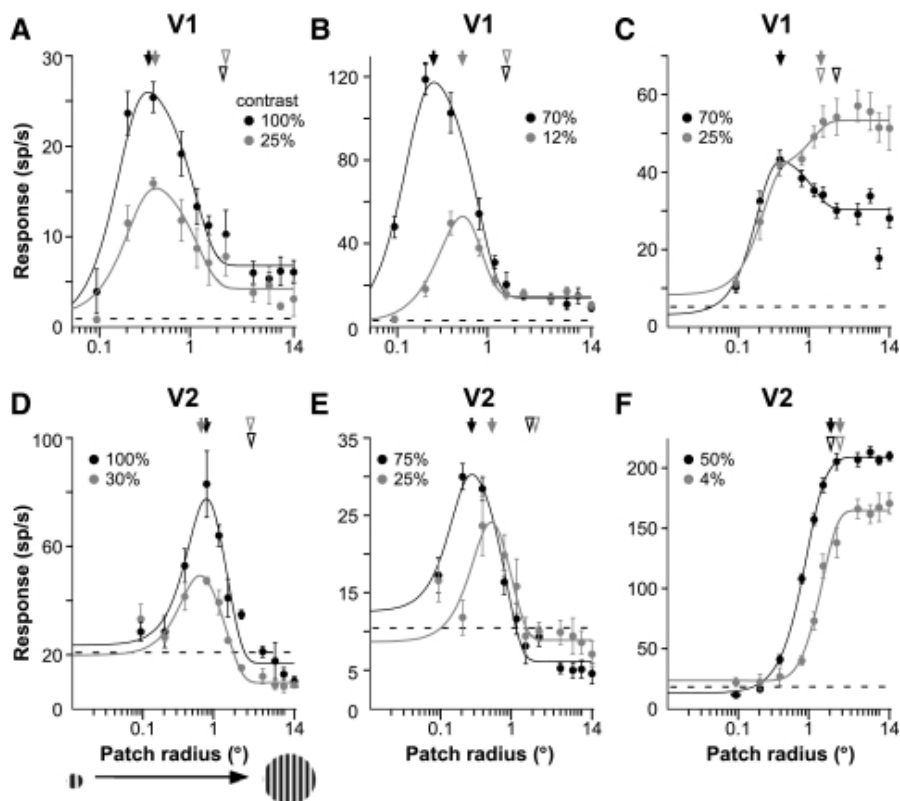 A V1
B V1
C V1
30
20
10
0
Response (sp/s)
contrast
100%
25%
0.1 1 14
120
80
40
0
70%
12%
0.1 1 14
60
40
20
0
70%
25%
0.1 1 14
D V2
E V2
F V2
100
60
20
0
Response (sp/s)
100%
30%
0.1 1 14
Patch radius (°)
35
25
15
5
0
75%
25%
0.1 1 14
Patch radius (°)
200
150
100
50
0
50%
4%
0.1 1 14
Patch radius (°)